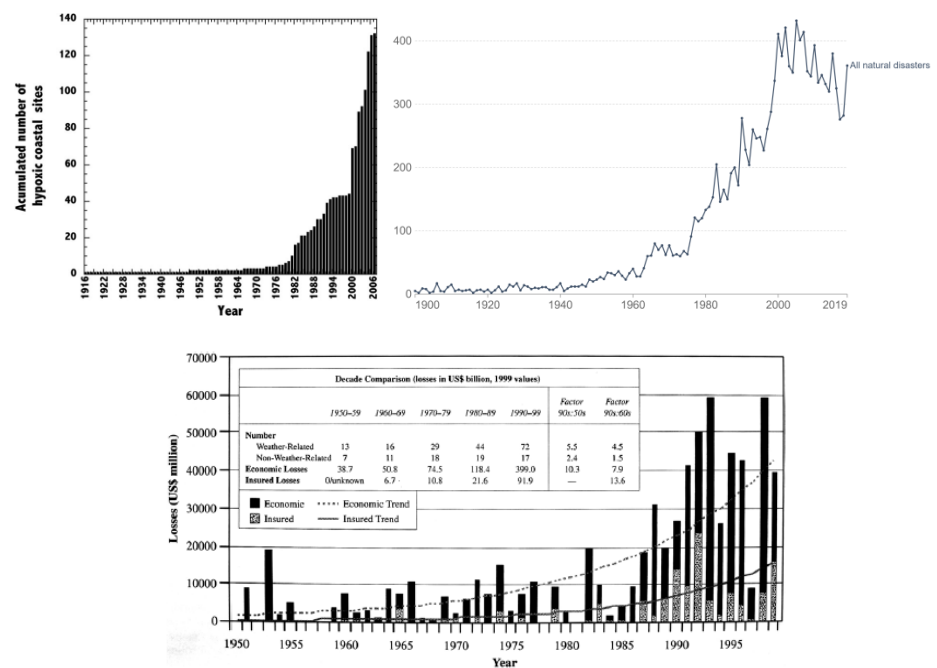 Acumulated number of
hypoxic coastal sites
140
120
100
80
60
40
20
0
1916
1922
1928
1934
1940
1946
1952
1958
1964
1970
1976
1982
1988
1994
2000
2006
Year
400
300
200
100
0
1900
1920
1940
1960
1980
2000
2019
All natural disasters
Losses (US$ million)
70000
60000
50000
40000
30000
20000
10000
0
Decade Comparison (losses in US$ billion, 1999 values)
Factor Factor
1950–59 1960–69 1970–79 1980–89 1990–99 90s:50s 90s:60s
Number
Weather-Related 13 16 29 44 72 5.5 4.5
Non-Weather-Related 7 11 18 19 17 2.4 1.5
Economic Losses 38.7 50.8 74.5 118.4 399.0 10.3 7.9
Insured Losses 0/unknown 6.7 10.8 21.6 91.9 — 13.6
Economic Economic Trend
Insured Insured Trend
1950 1955 1960 1965 1970 1975 1980 1985 1990 1995
Year